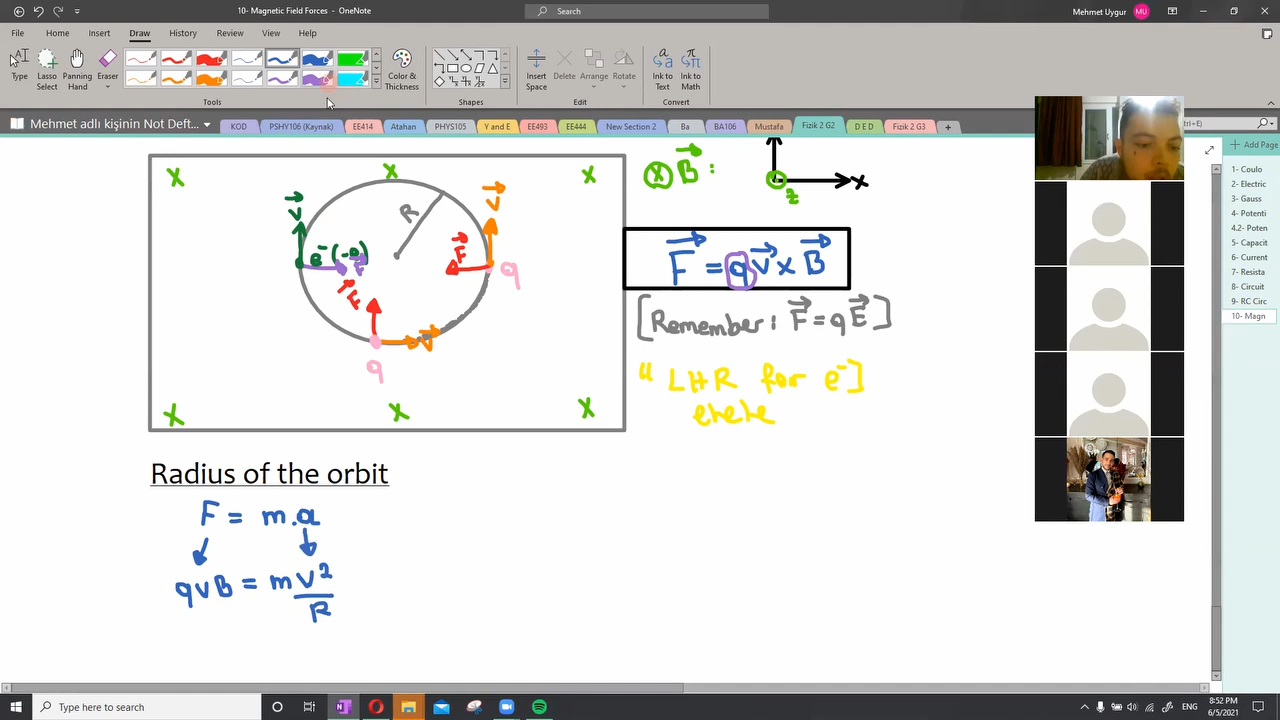 10- Magnetic Field Forces - OneNote
Search
Mehmet Uygur
MU
File Home Insert Draw History Review View Help
Type
Lasso Select
Panning Hand
Eraser
Color & Thickness
Insert Space
Delete
Arrange
Rotate
Ink to Text
Ink to Math
Tools
Shapes
Edit
Convert
Mehmet adlı kişinin Not Deft...
KOD PSHY106 (Kaynak) EE414 Atahan PHYS105 Y and E EE493 EE444 New Section 2 Ba BA106 Mustafa Fizik 2 G2 D E D Fizik 2 G3
trl+E)
Add Page
1- Coulo
2- Electric
3- Gauss
4- Potenti
4.2- Poten
5- Capacit
6- Current
7- Resista
8- Circuit
9- RC Circ
10- Magn
X X X
V
V
R
e⁻(-e)
F
F
q
F
V
q
X X X
B :
x
z
F = qv x B
[Remember: F = qE]
" LHR for e⁻]
Radius of the orbit
F = m.a
qvB = mv²
R
Type here to search
8:52 PM
6/5/2021